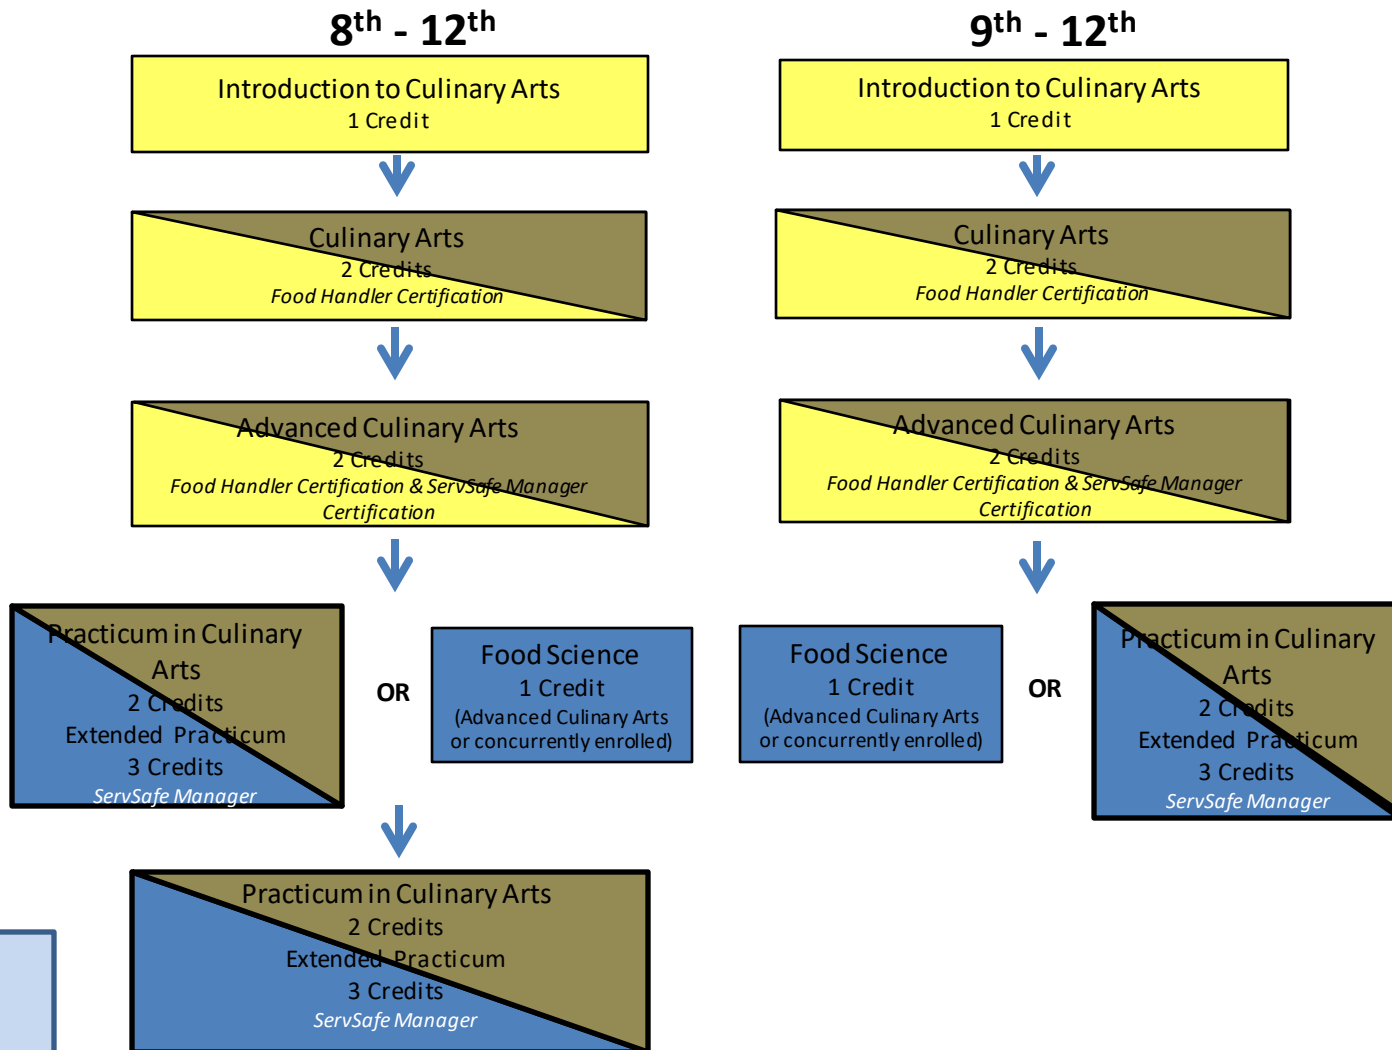 8th - 12th
Introduction to Culinary Arts
1 Credit
Culinary Arts
2 Credits
Food Handler Certification
Advanced Culinary Arts
2 Credits
Food Handler Certification & ServSafe Manager
Certification
Practicum in Culinary
Arts
2 Credits
Extended Practicum
3 Credits
ServSafe Manager
OR
Food Science
1 Credit
(Advanced Culinary Arts
or concurrently enrolled)
Practicum in Culinary Arts
2 Credits
Extended Practicum
3 Credits
ServSafe Manager
9th - 12th
Introduction to Culinary Arts
1 Credit
Culinary Arts
2 Credits
Food Handler Certification
Advanced Culinary Arts
2 Credits
Food Handler Certification & ServSafe Manager
Certification
Food Science
1 Credit
(Advanced Culinary Arts
or concurrently enrolled)
OR
Practicum in Culinary
Arts
2 Credits
Extended Practicum
3 Credits
ServSafe Manager